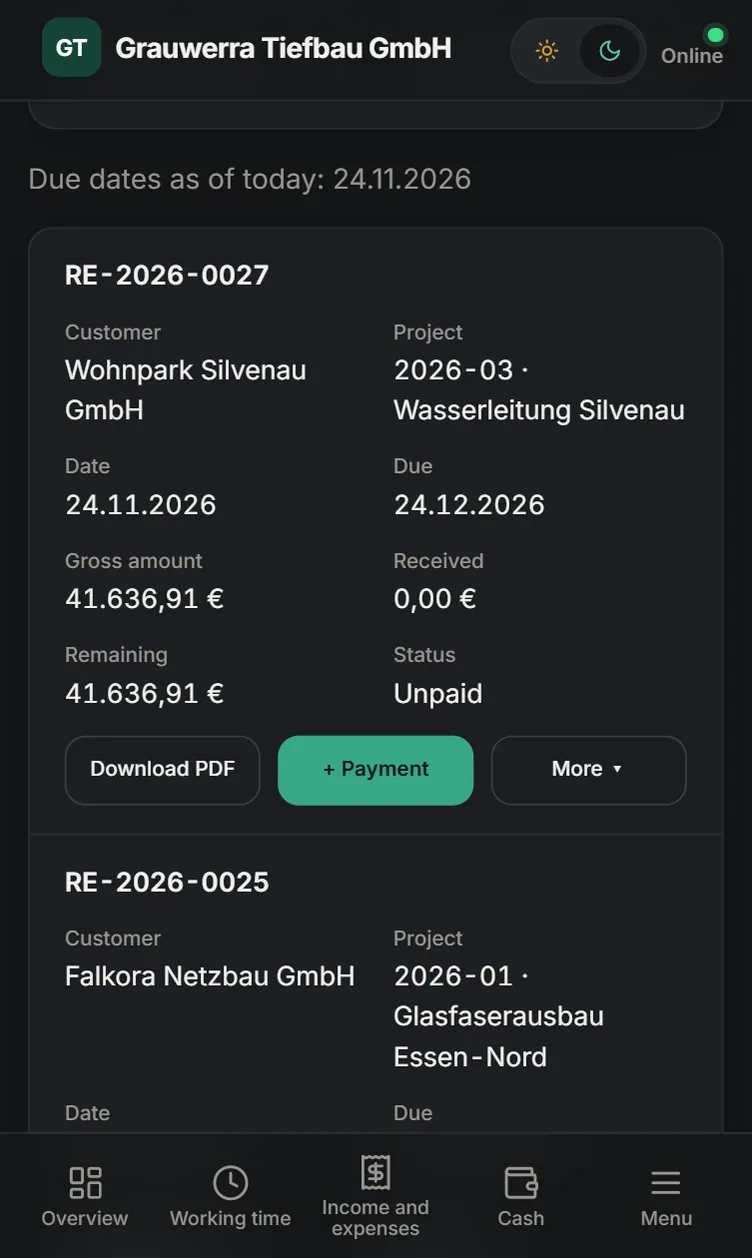 GT
Grauwerra Tiefbau GmbH
Online
Due dates as of today: 24.11.2026
RE-2026-0027
Customer
Project
Wohnpark Silvenau
GmbH
2026-03 ·
Wasserleitung Silvenau
Date
Due
24.11.2026
24.12.2026
Gross amount
Received
41.636,91 €
0,00 €
Remaining
Status
41.636,91 €
Unpaid
Download PDF
+ Payment
More ▾
RE-2026-0025
Customer
Project
Falkora Netzbau GmbH
2026-01 ·
Glasfaserausbau
Essen-Nord
Date
Due
Overview
Working time
Income and
expenses
Cash
Menu